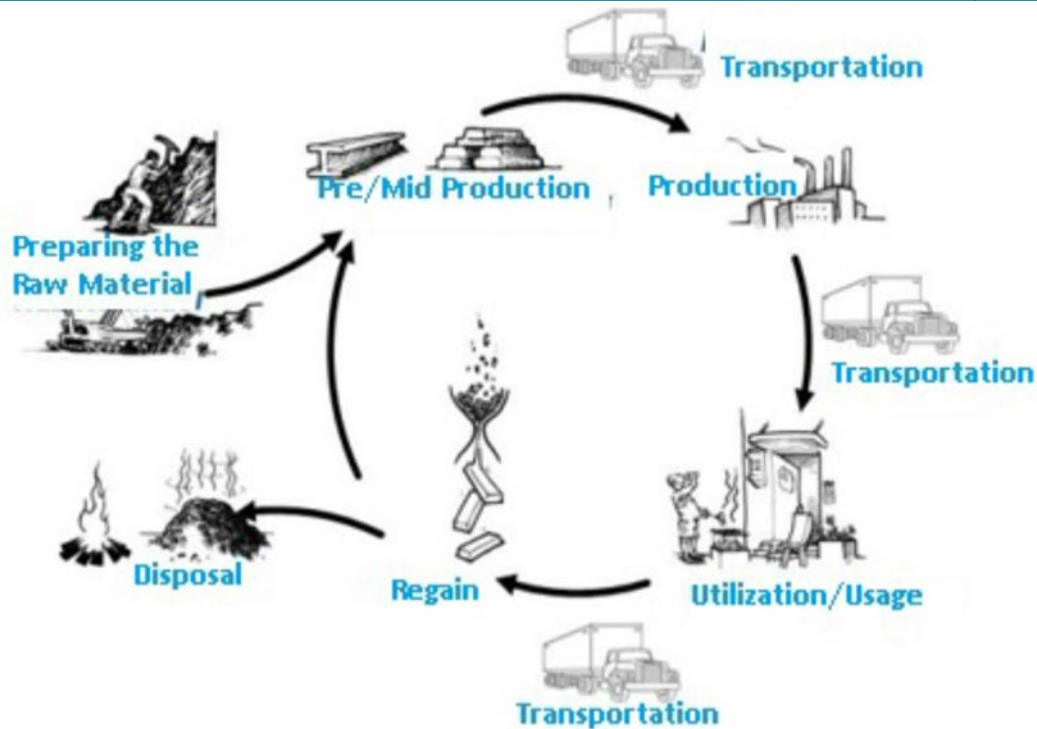 Transportation
Pre/Mid Production
Production
Preparing the
Raw Material
Transportation
Disposal
Regain
Utilization/Usage
Transportation